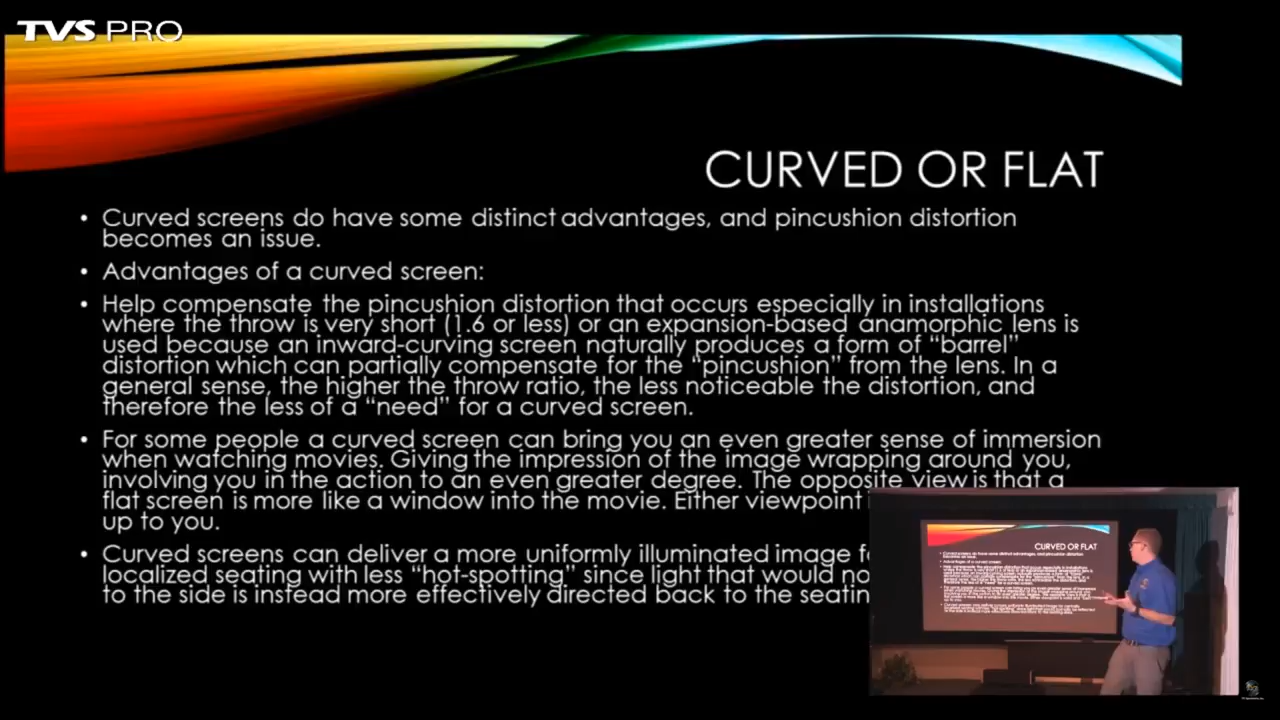 TVS PRO
CURVED OR FLAT
• Curved screens do have some distinct advantages, and pincushion distortion
becomes an issue.
• Advantages of a curved screen:
• Help compensate the pincushion distortion that occurs especially in installations
where the throw is very short (1.6 or less) or an expansion-based anamorphic lens is
used because an inward-curving screen naturally produces a form of “barrel”
distortion which can partially compensate for the “pincushion” from the lens. In a
general sense, the higher the throw ratio, the less noticeable the distortion, and
therefore the less of a “need” for a curved screen.
• For some people a curved screen can bring you an even greater sense of immersion
when watching movies. Giving the impression of the image wrapping around you,
involving you in the action to an even greater degree. The opposite view is that a
flat screen is more like a window into the movie. Either viewpoint
up to you.
• Curved screens can deliver a more uniformly illuminated image
localized seating with less “hot-spotting” since light that would
to the side is instead more effectively directed back to the seating
CURVED OR FLAT